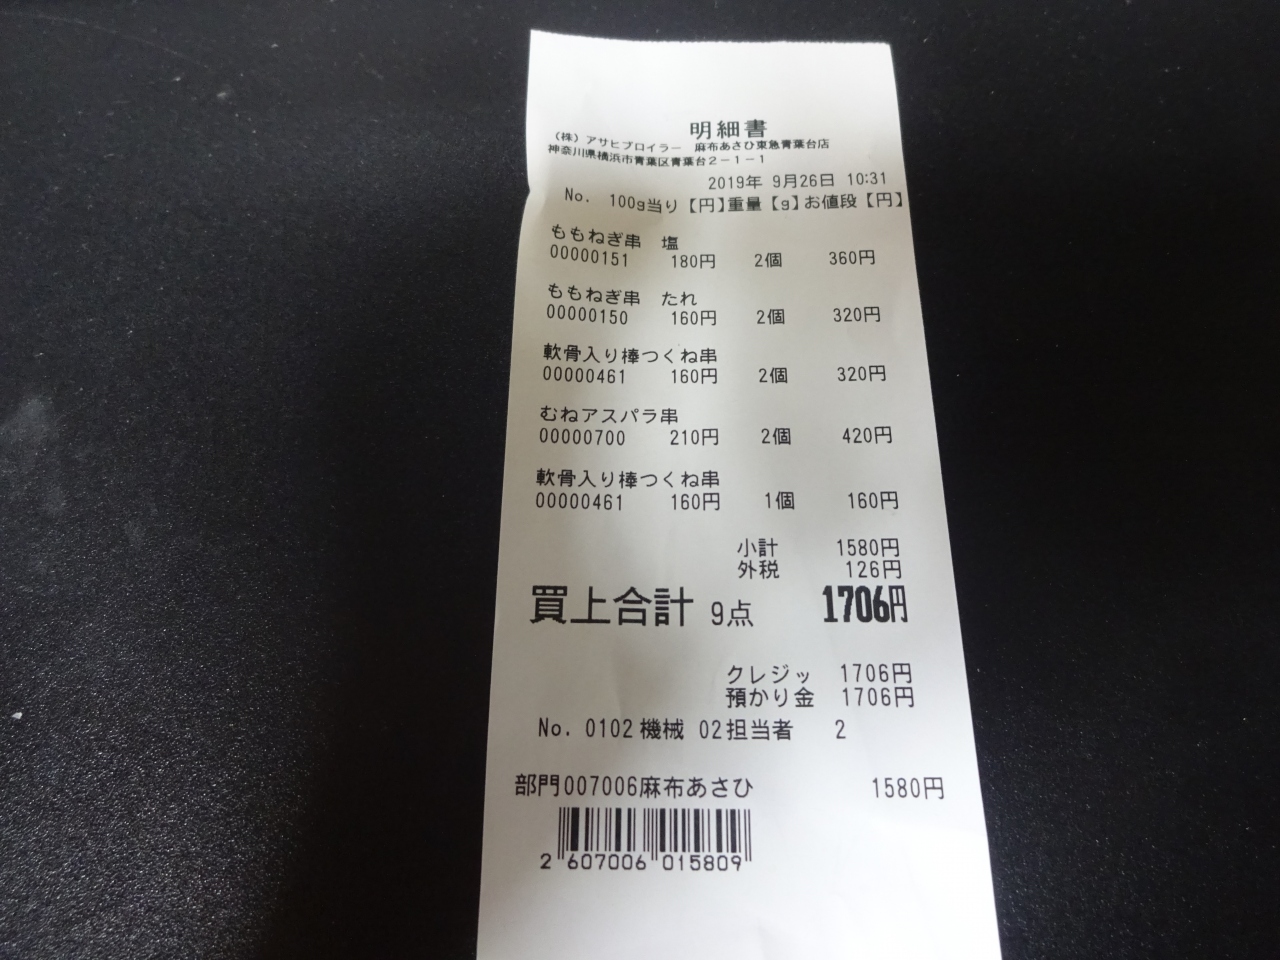 明細書
(株)アサヒブロイラー 麻布あさひ東急青葉台店
神奈川県横浜市青葉区青葉台2-1-1
2019年 9月26日 10:31
No. 100g当り【円】重量【g】お値段【円】
ももねぎ串 塩
00000151 180円 2個 360円
ももねぎ串 たれ
00000150 160円 2個 320円
軟骨入り棒つくね串
00000461 160円 2個 320円
むねアスパラ串
00000700 210円 2個 420円
軟骨入り棒つくね串
00000461 160円 1個 160円
小計 1580円
外税 126円
買上合計 9点 1706円
クレジッ 1706円
預かり金 1706円
No. 0102機械 02担当者 2
部門007006麻布あさひ 1580円
2 607006 015809